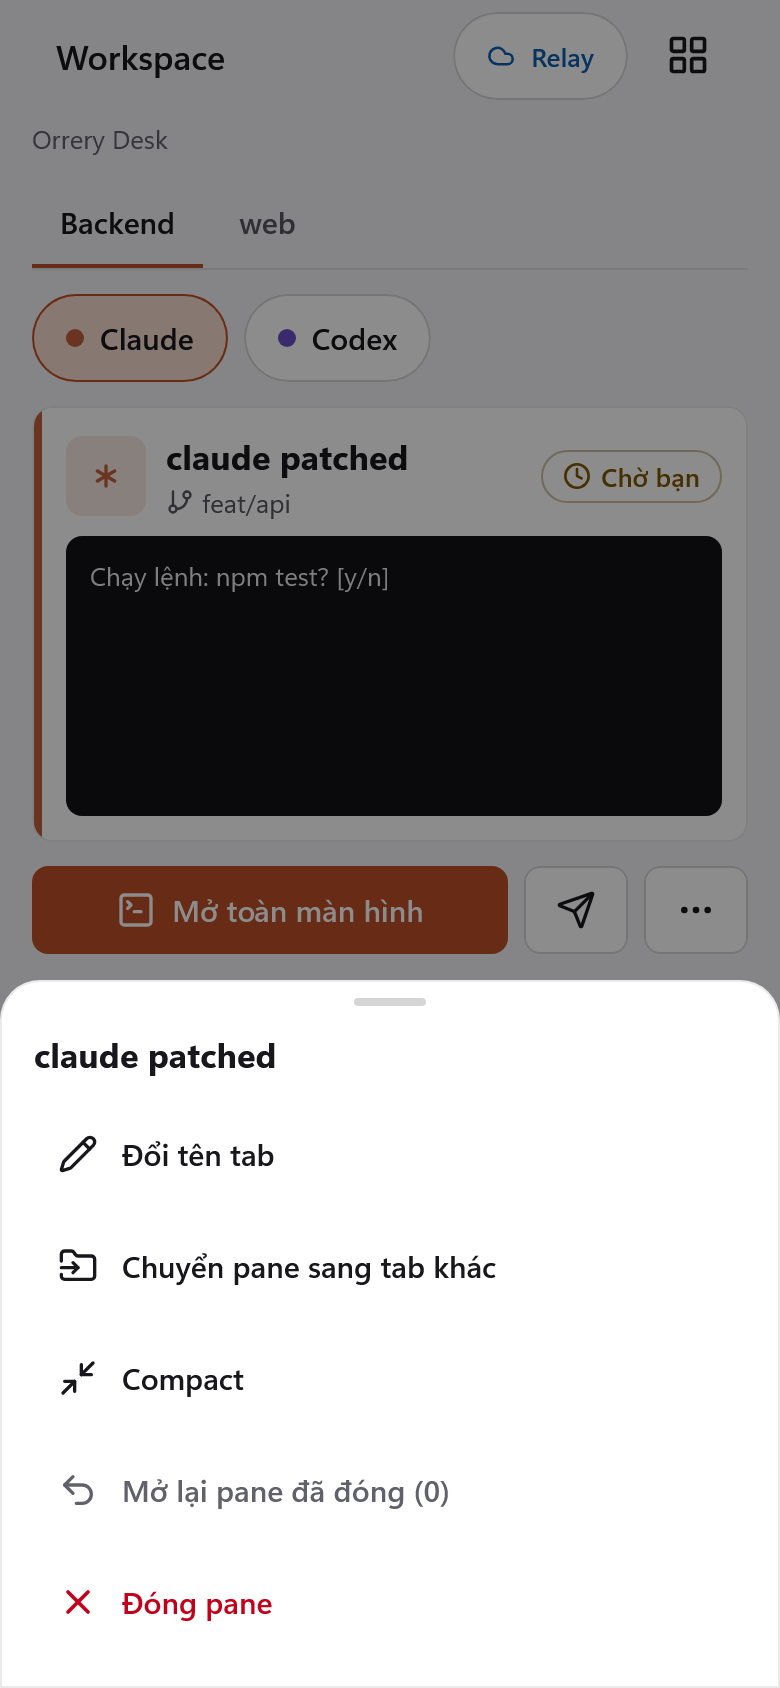 Workspace
Relay
Orrery Desk
Backend
web
Claude
Codex
claude patched
feat/api
Chờ bạn
Chạy lệnh: npm test? [y/n]
Mở toàn màn hình
claude patched
Đổi tên tab
Chuyển pane sang tab khác
Compact
Mở lại pane đã đóng (0)
Đóng pane